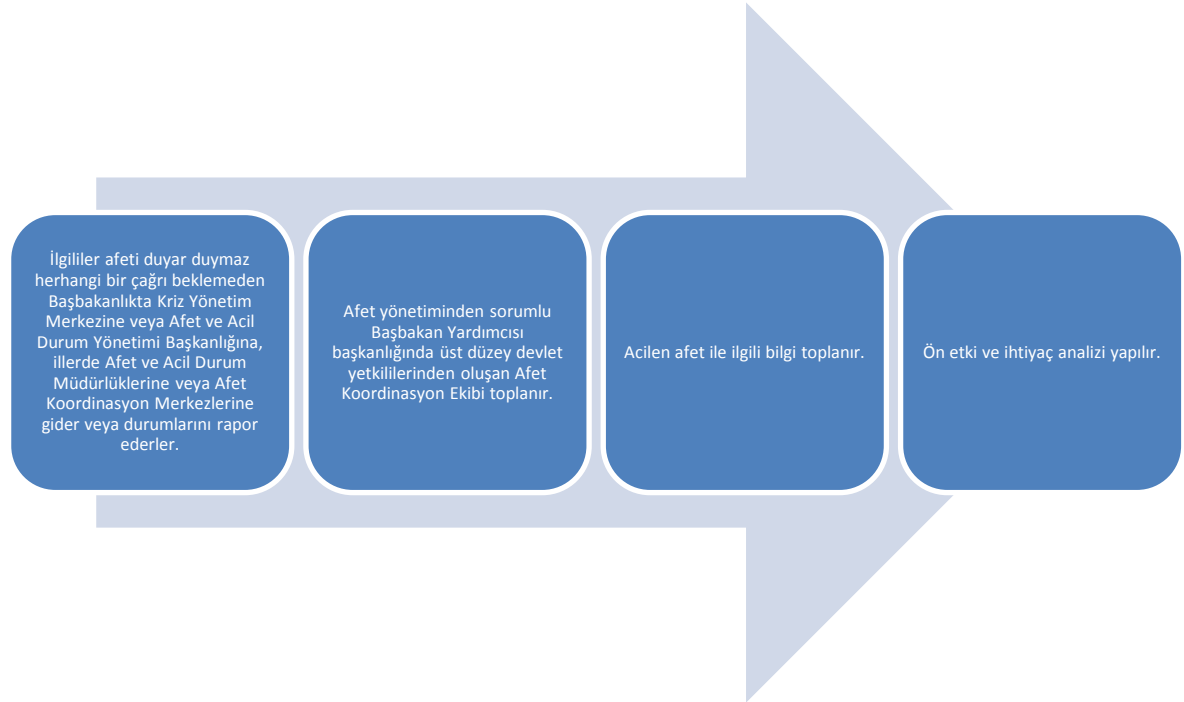 İlgililer afeti duyar duymaz
herhangi bir çağrı beklemeden
Başbakanlıkta Kriz Yönetim
Merkezine veya Afet ve Acil
Durum Yönetimi Başkanlığına,
illerde Afet ve Acil Durum
Müdürlüklerine veya Afet
Koordinasyon Merkezlerine
gider veya durumlarını rapor
ederler.
Afet yönetiminden sorumlu
Başbakan Yardımcısı
başkanlığında üst düzey devlet
yetkililerinden oluşan Afet
Koordinasyon Ekibi toplanır.
Acilen afet ile ilgili bilgi toplanır.
Ön etki ve ihtiyaç analizi yapılır.